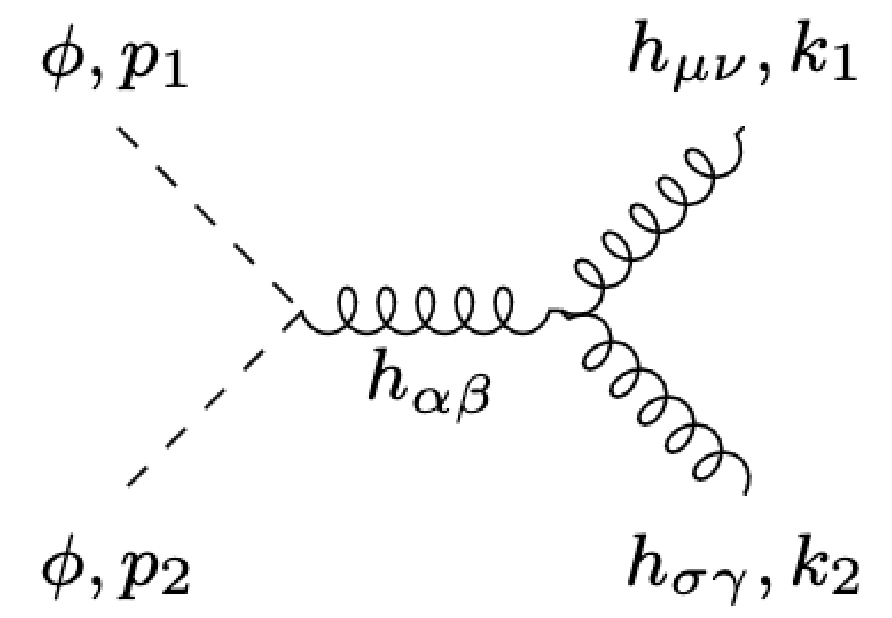 ϕ, p₁
h_{μν}, k₁
h_{αβ}
ϕ, p₂
h_{σγ}, k₂